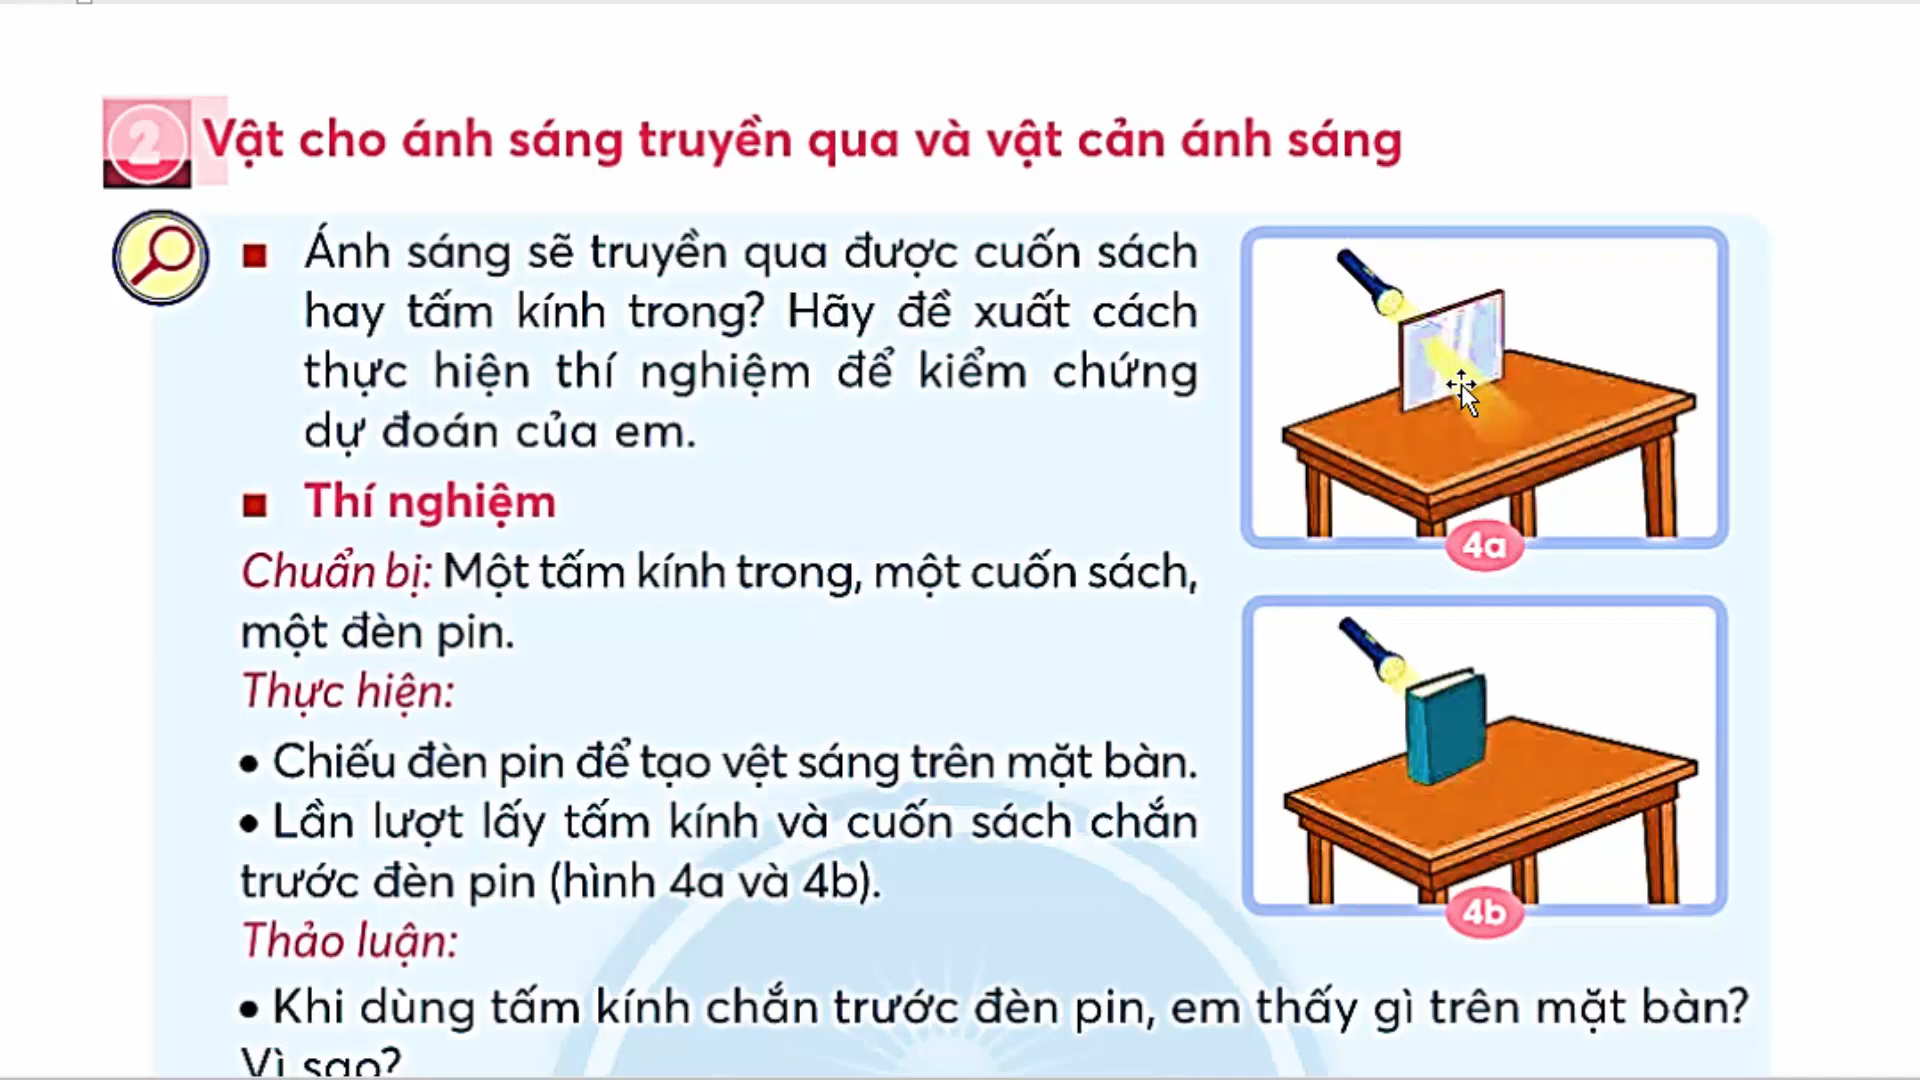 2 Vật cho ánh sáng truyền qua và vật cản ánh sáng
■ Ánh sáng sẽ truyền qua được cuốn sách
hay tấm kính trong? Hãy đề xuất cách
thực hiện thí nghiệm để kiểm chứng
dự đoán của em.
■ Thí nghiệm
Chuẩn bị: Một tấm kính trong, một cuốn sách,
một đèn pin.
Thực hiện:
• Chiếu đèn pin để tạo vệt sáng trên mặt bàn.
• Lần lượt lấy tấm kính và cuốn sách chắn
trước đèn pin (hình 4a và 4b).
Thảo luận:
• Khi dùng tấm kính chắn trước đèn pin, em thấy gì trên mặt bàn?
Vì sao?
4a
4b